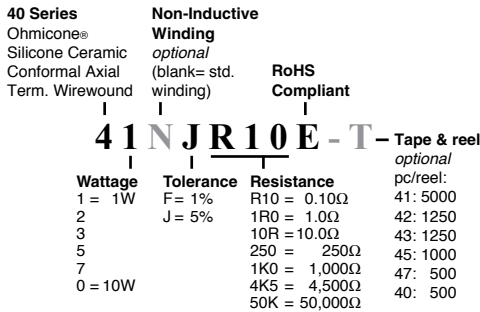 40 Series
Ohmicone®
Silicone Ceramic
Conformal Axial
Term. Wirewound
Non-Inductive
Winding
optional
(blank= std.
winding)
RoHS
Compliant
41NJR10E-T
Tape & reel
optional
pc/reel:
41: 5000
42: 1250
43: 1250
45: 1000
47: 500
40: 500
Wattage
1 = 1W
2
3
5
7
0 = 10W
Tolerance
F= 1%
J = 5%
Resistance
R10 = 0.10Ω
1R0 = 1.0Ω
10R =10.0Ω
250 = 250Ω
1K0 = 1,000Ω
4K5 = 4,500Ω
50K = 50,000Ω